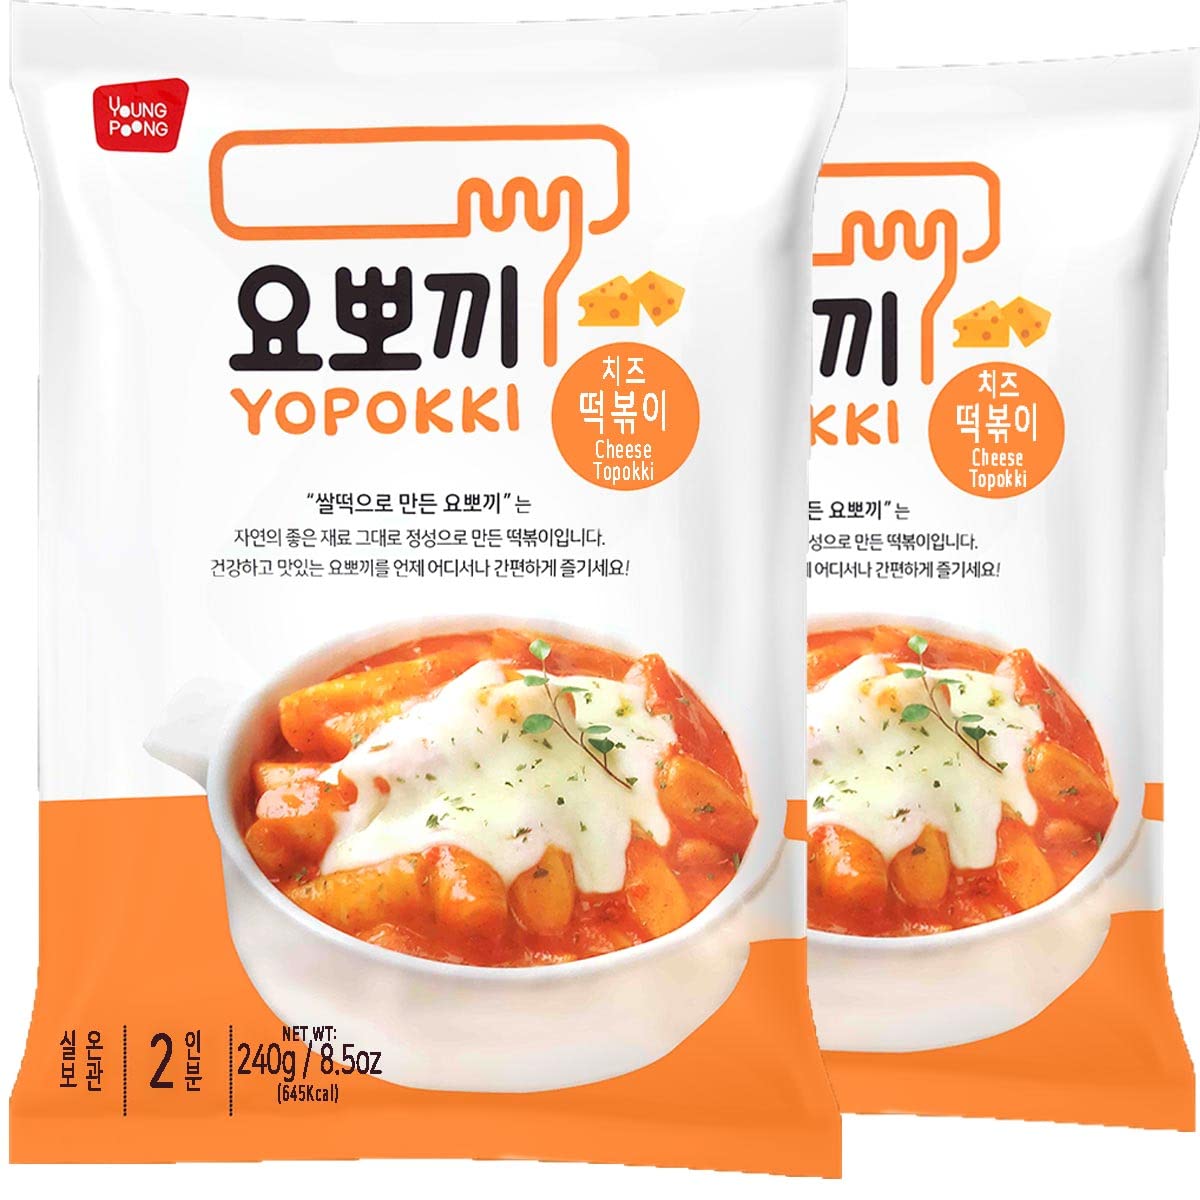 YOUNG
POONG
요뽀끼
YOPOKKI
치즈
떡볶이
Cheese
Topokki
“쌀떡으로 만든 요뽀끼”는
자연의 좋은 재료 그대로 정성으로 만든 떡볶이입니다.
건강하고 맛있는 요뽀끼를 언제 어디서나 간편하게 즐기세요!
실온
보관
2인분
NET WT:
240g / 8.5oz
(645Kcal)
끼
KKI
치즈
떡볶이
Cheese
Topokki
든 요뽀끼”는
성으로 만든 떡볶이입니다.
어디서나 간편하게 즐기세요!